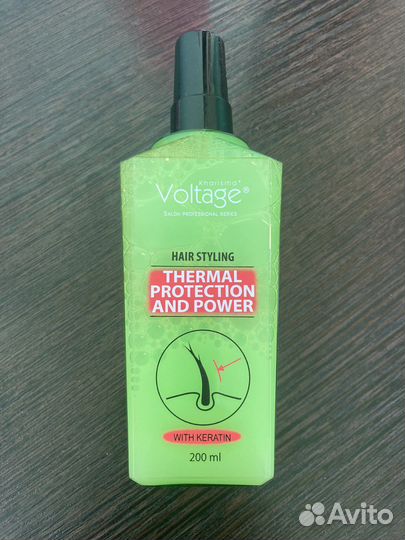 Kharisma®
Voltage®
SALON PROFESSIONAL SERIES
HAIR STYLING
THERMAL
PROTECTION
AND POWER
WITH KERATIN
200 ml
Avito